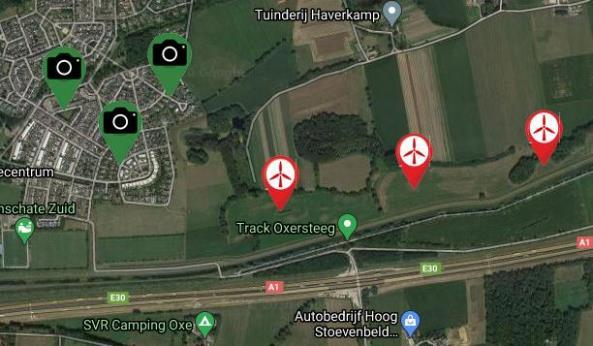 Tuinderij Haverkamp
ecentrum
nschate Zuid
Track Oxersteeg
A1
E30
A1
E30
SVR Camping Oxe
Autobedrijf Hoog
Stoevenbeld...